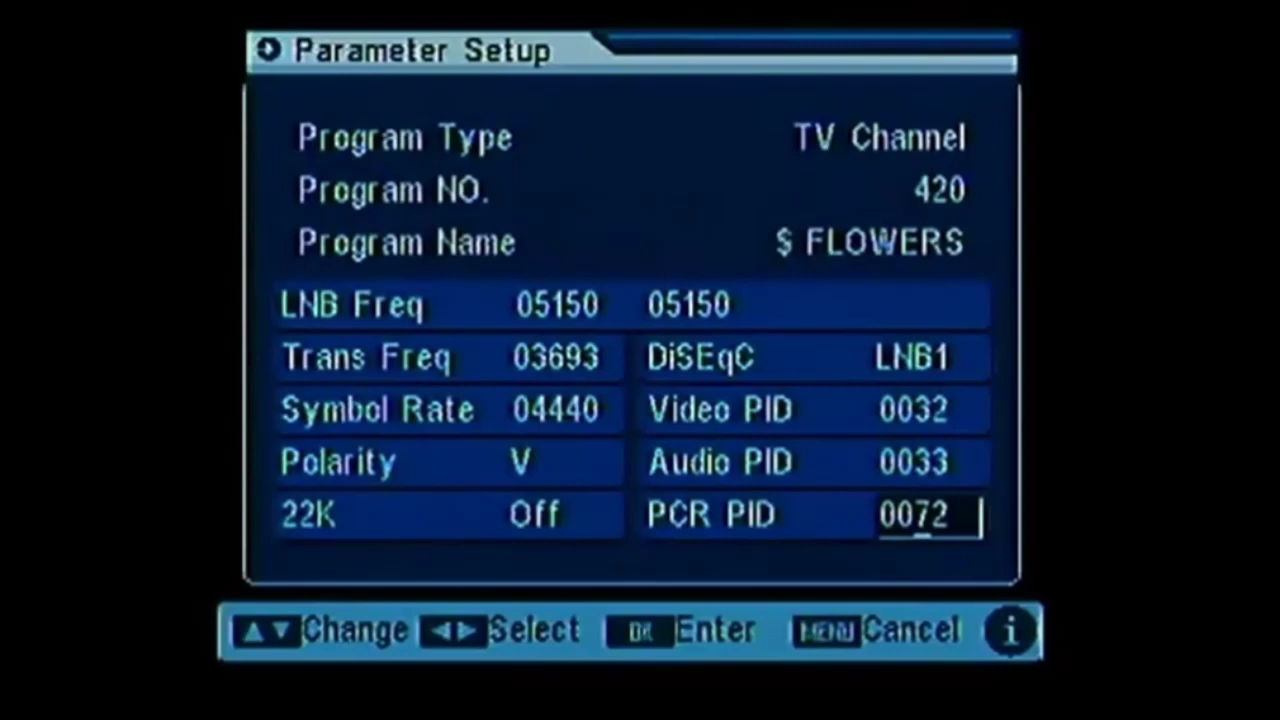 Parameter Setup
Program Type TV Channel
Program NO. 420
Program Name $ FLOWERS
LNB Freq 05150 05150
Trans Freq 03693 DiSEqC LNB1
Symbol Rate 04440 Video PID 0032
Polarity V Audio PID 0033
22K Off PCR PID 0072
Change Select OK Enter MENU Cancel i